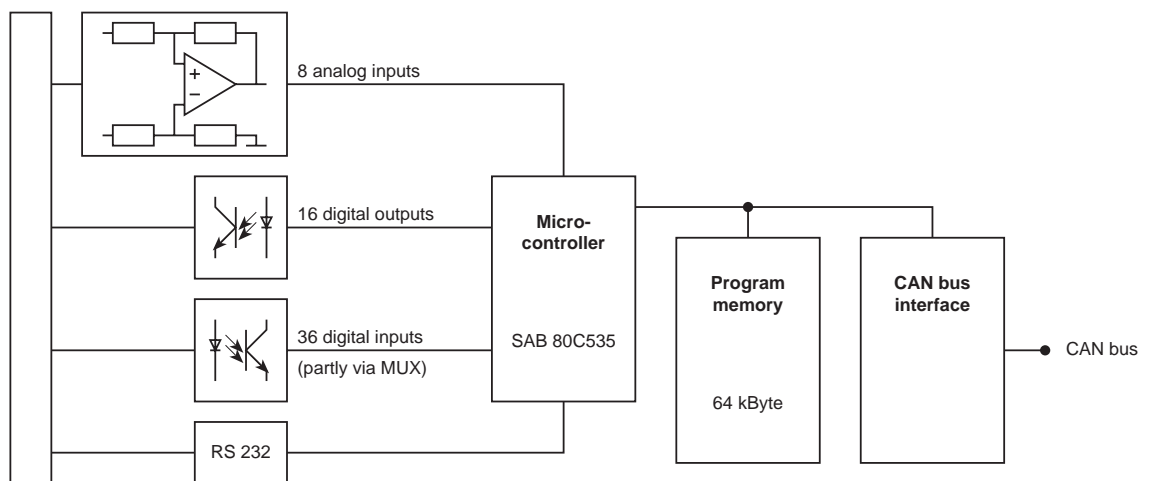 8 analog inputs
16 digital outputs
36 digital inputs
(partly via MUX)
RS 232
Micro-
controller
SAB 80C535
Program
memory
64 kByte
CAN bus
interface
CAN bus